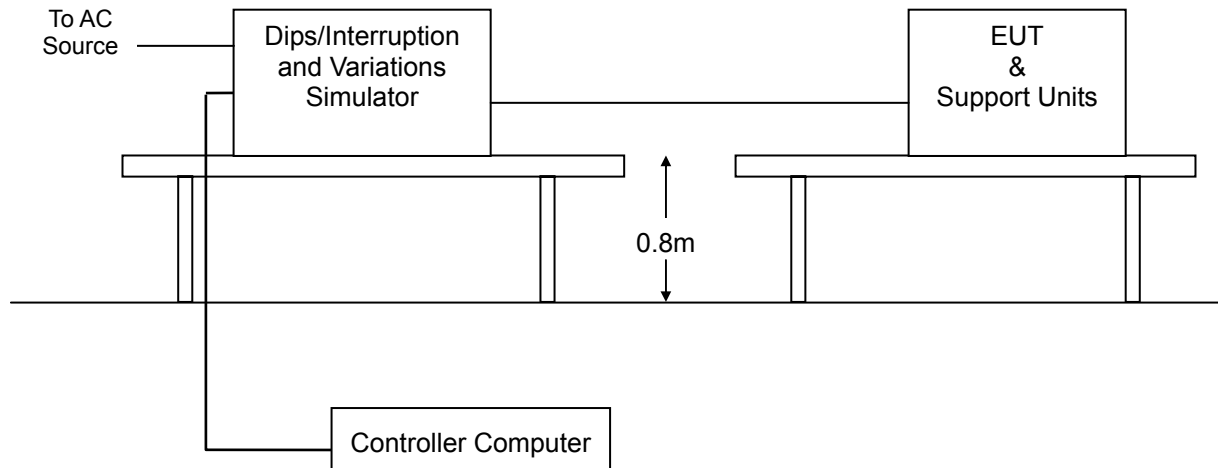 To AC
Source
Dips/Interruption
and Variations
Simulator
EUT
&
Support Units
0.8m
Controller Computer